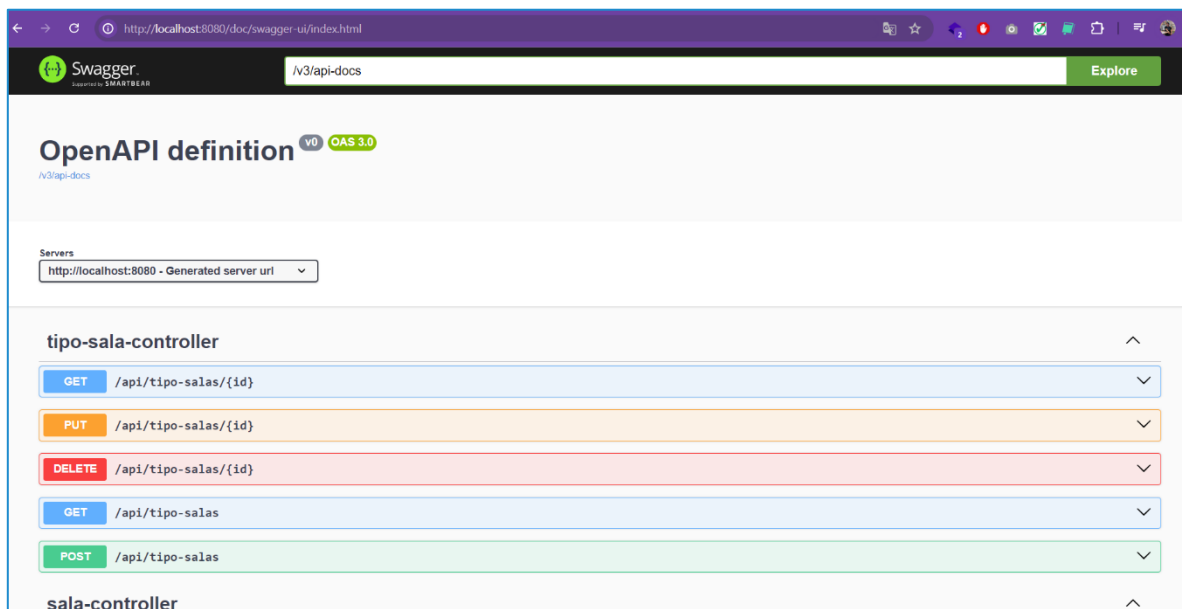 http://localhost:8080/doc/swagger-ui/index.html
2
Swagger.
Supported by SMARTBEAR
/v3/api-docs
Explore
OpenAPI definition v0 OAS 3.0
/v3/api-docs
Servers
http://localhost:8080 - Generated server url
tipo-sala-controller
GET /api/tipo-salas/{id}
PUT /api/tipo-salas/{id}
DELETE /api/tipo-salas/{id}
GET /api/tipo-salas
POST /api/tipo-salas
sala-controller